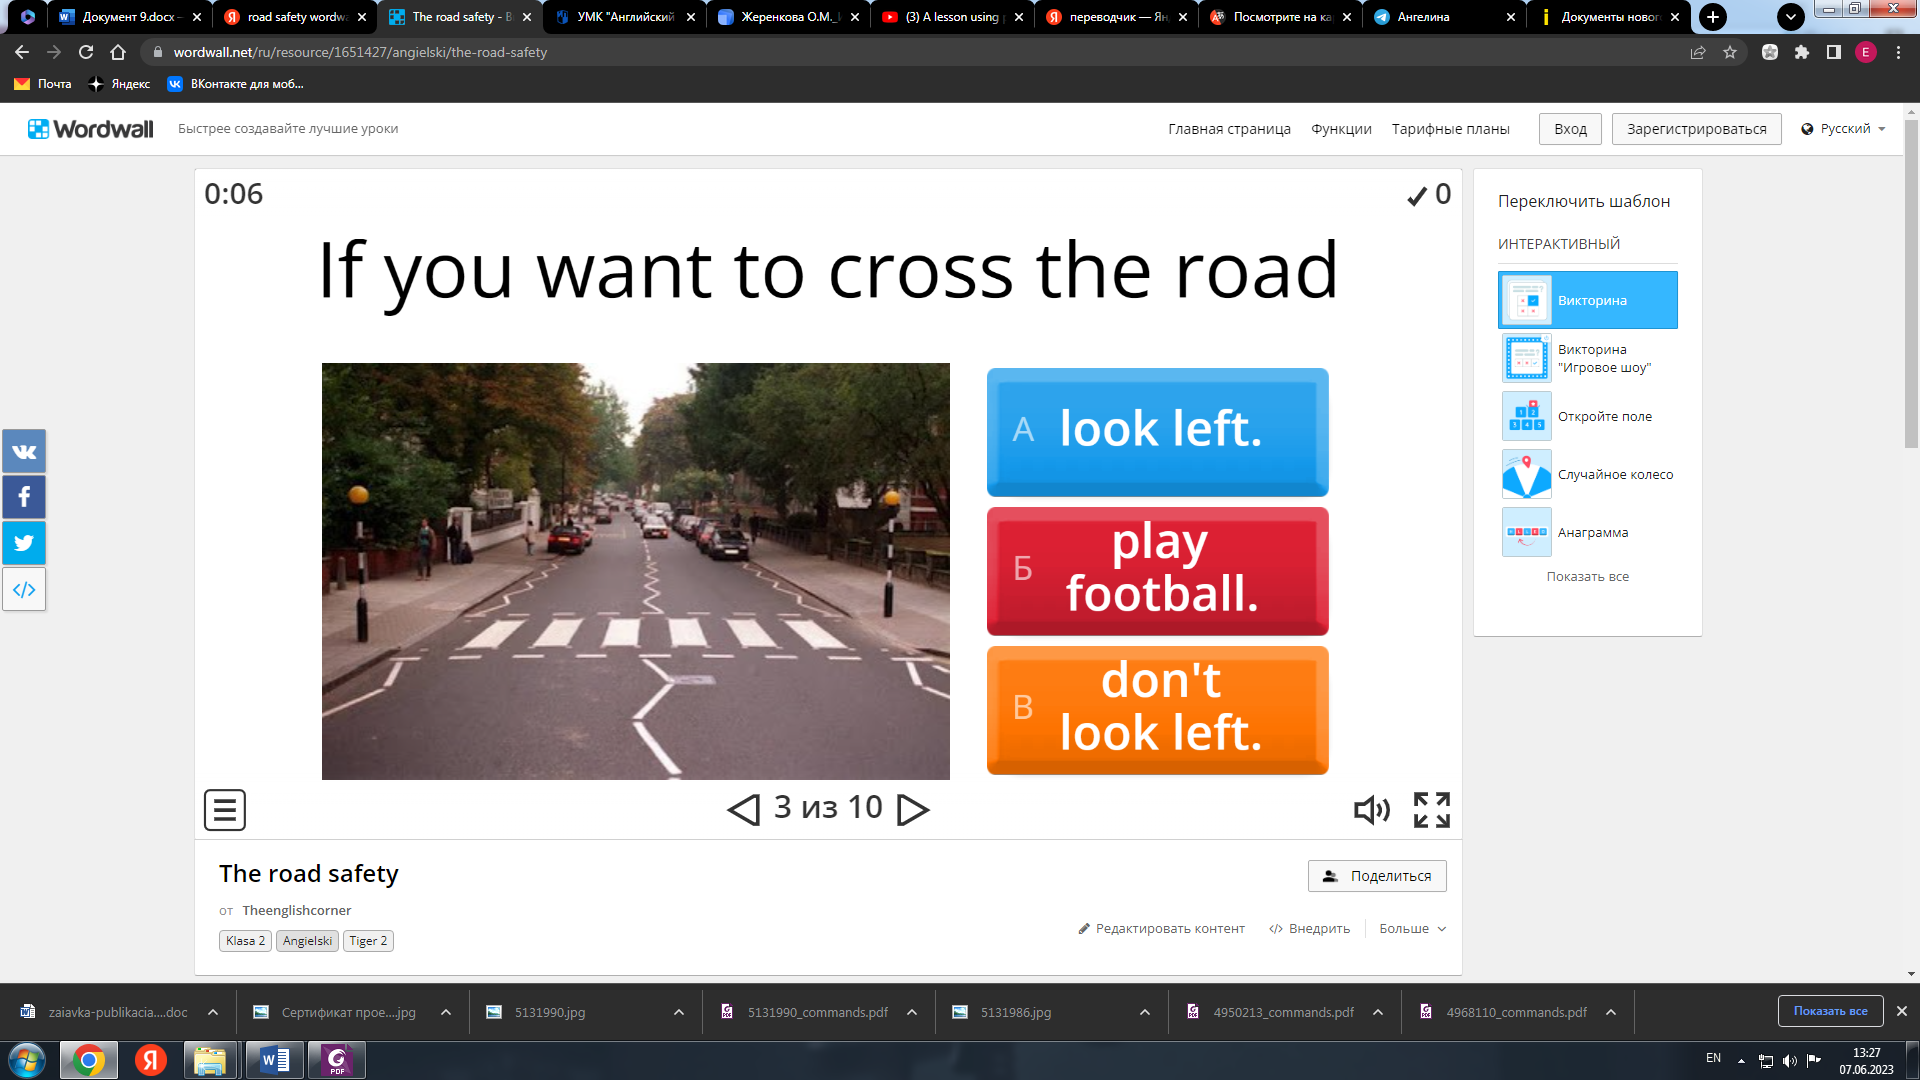 Документ 9.docx –
road safety wordwa
The road safety - В
УМК "Английский
Жеренкова О.М._
(3) A lesson using p
переводчик — Ян
Посмотрите на ка
Ангелина
Документы новог
wordwall.net/ru/resource/1651427/angielski/the-road-safety
E
Почта
Яндекс
ВКонтакте для моб...
Wordwall
Быстрее создавайте лучшие уроки
Главная страница
Функции
Тарифные планы
Вход
Зарегистрироваться
Русский
0:06
0
If you want to cross the road
А look left.
Б play
football.
В don't
look left.
3 из 10
Переключить шаблон
ИНТЕРАКТИВНЫЙ
Викторина
Викторина
"Игровое шоу"
Откройте поле
Случайное колесо
Анаграмма
Показать все
The road safety
от Theenglishcorner
Klasa 2 Angielski Tiger 2
Поделиться
Редактировать контент
Внедрить
Больше
zaiavka-publikacia....doc
Сертификат прое....jpg
5131990.jpg
5131990_commands.pdf
5131986.jpg
4950213_commands.pdf
4968110_commands.pdf
Показать все
EN
13:27
07.06.2023